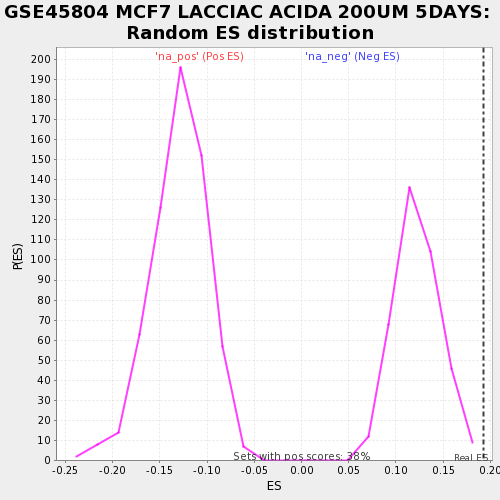 GSE45804 MCF7 LACCIAC ACIDA 200UM 5DAYS:
Random ES distribution
'na_pos' (Pos ES)
'na_neg' (Neg ES)
P(ES)
200
190
180
170
160
150
140
130
120
110
100
90
80
70
60
50
40
30
20
10
0
Sets with pos scores: 38%
Real ES
-0.25 -0.20 -0.15 -0.10 -0.05 0.00 0.05 0.10 0.15 0.20
ES